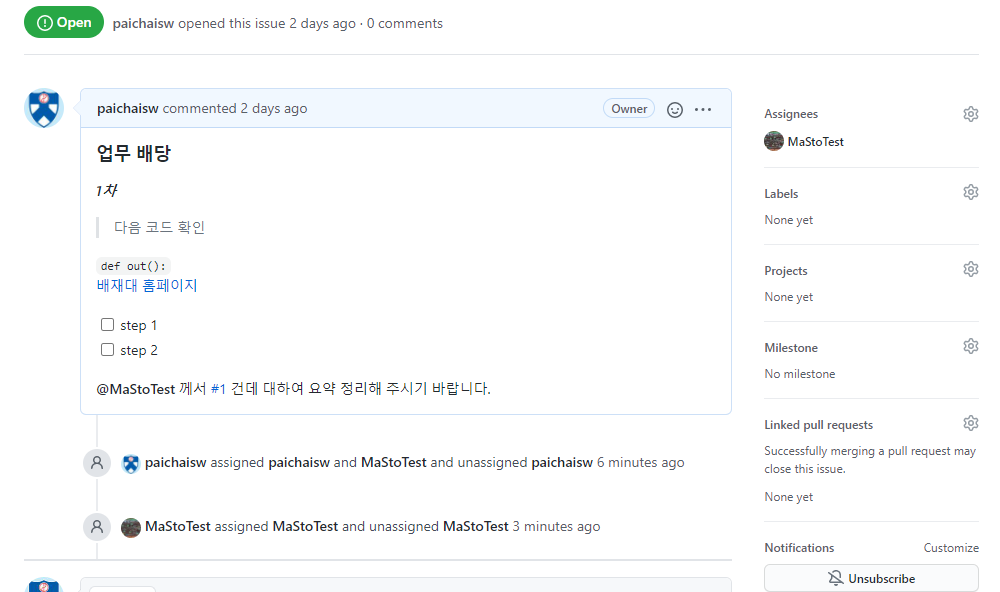 Open paichaisw opened this issue 2 days ago · 0 comments
paichaisw commented 2 days ago Owner
업무 배당
1차
다음 코드 확인
def out():
배재대 홈페이지
step 1
step 2
@MaStoTest 께서 #1 건데 대하여 요약 정리해 주시기 바랍니다.
paichaisw assigned paichaisw and MaStoTest and unassigned paichaisw 6 minutes ago
MaStoTest assigned MaStoTest and unassigned MaStoTest 3 minutes ago
Assignees
MaStoTest
Labels
None yet
Projects
None yet
Milestone
No milestone
Linked pull requests
Successfully merging a pull request may
close this issue.
None yet
Notifications Customize
Unsubscribe